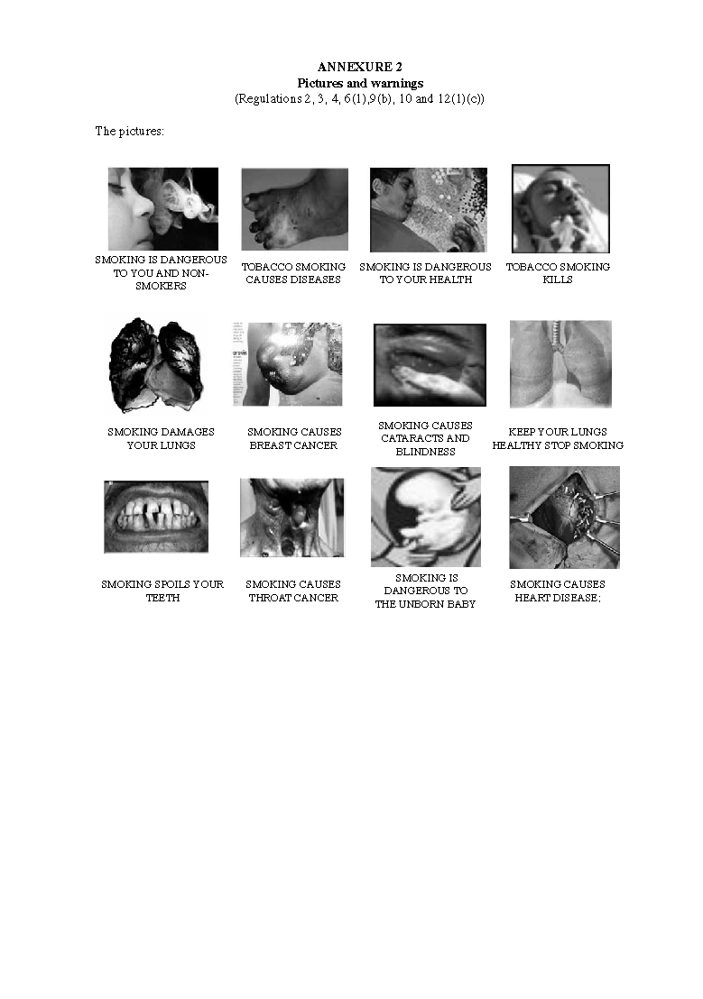 ANNEXURE 2
Pictures and warnings
(Regulations 2, 3, 4, 6(1),9(b), 10 and 12(1)(c))
The pictures:
SMOKING IS DANGEROUS
TO YOU AND NON-
SMOKERS
TOBACCO SMOKING
CAUSES DISEASES
SMOKING IS DANGEROUS
TO YOUR HEALTH
TOBACCO SMOKING
KILLS
SMOKING DAMAGES
YOUR LUNGS
SMOKING CAUSES
BREAST CANCER
SMOKING CAUSES
CATARACTS AND
BLINDNESS
KEEP YOUR LUNGS
HEALTHY STOP SMOKING
SMOKING SPOILS YOUR
TEETH
SMOKING CAUSES
THROAT CANCER
SMOKING IS
DANGEROUS TO
THE UNBORN BABY
SMOKING CAUSES
HEART DISEASE;